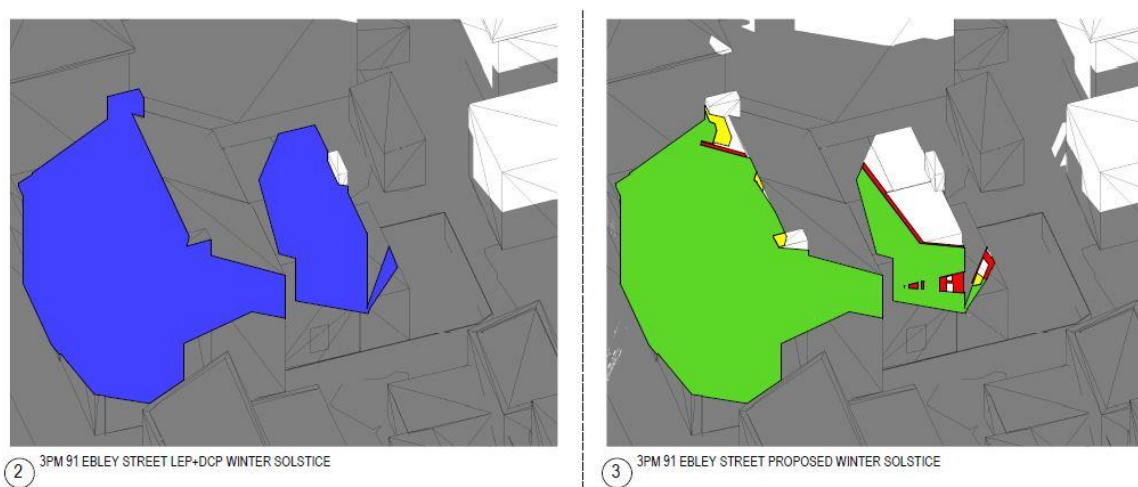 2
3PM 91 EBLEY STREET LEP+DCP WINTER SOLSTICE
3
3PM 91 EBLEY STREET PROPOSED WINTER SOLSTICE